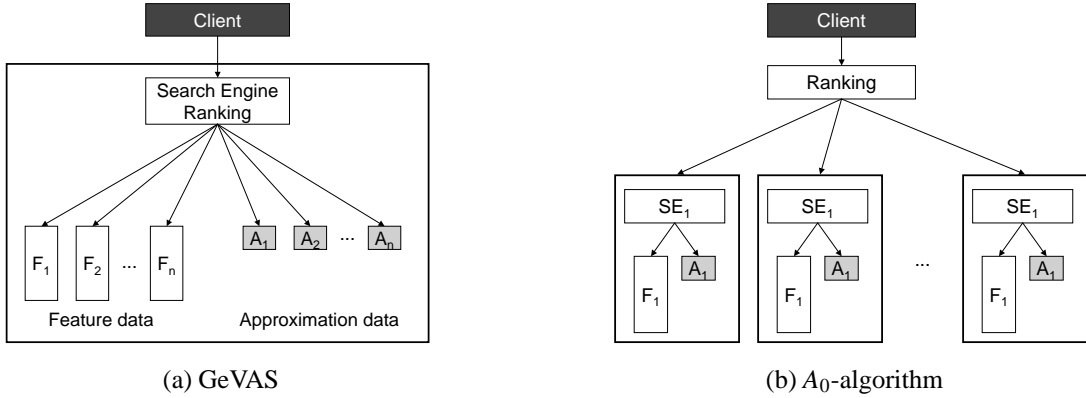 Client
Search Engine
Ranking
F1
F2
...
Fn
A1
A2
...
An
Feature data
Approximation data
(a) GeVAS
Client
Ranking
SE1
SE1
SE1
F1
A1
F1
A1
...
F1
A1
(b) A0-algorithm